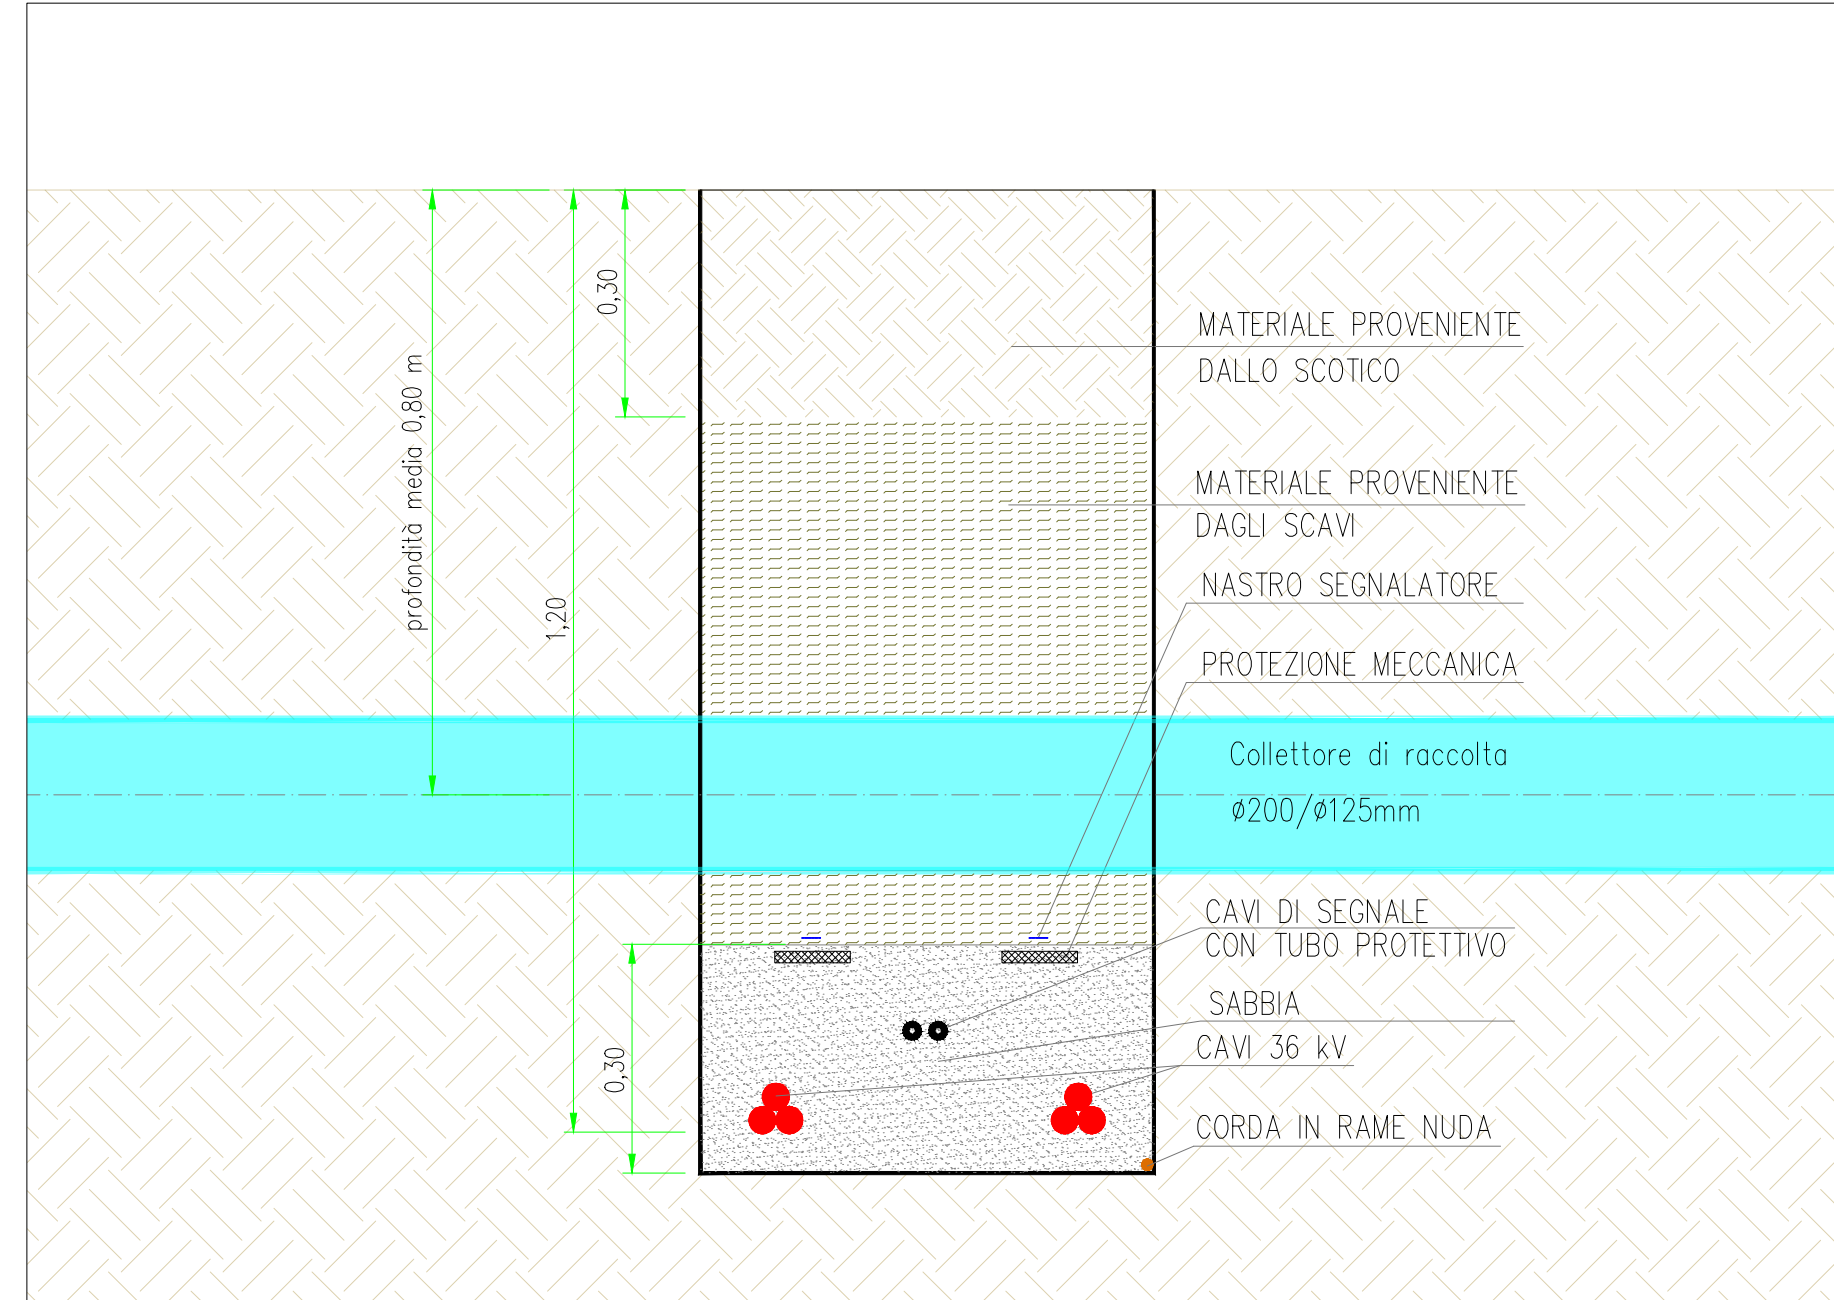 profondità media 0,80 m
1,20
0,30
MATERIALE PROVENIENTE
DALLO SCOTICO
MATERIALE PROVENIENTE
DAGLI SCAVI
NASTRO SEGNALATORE
PROTEZIONE MECCANICA
Collettore di raccolta
ø200/ø125mm
CAVI DI SEGNALE
CON TUBO PROTETTIVO
SABBIA
CAVI 36 kV
0,30
CORDA IN RAME NUDA